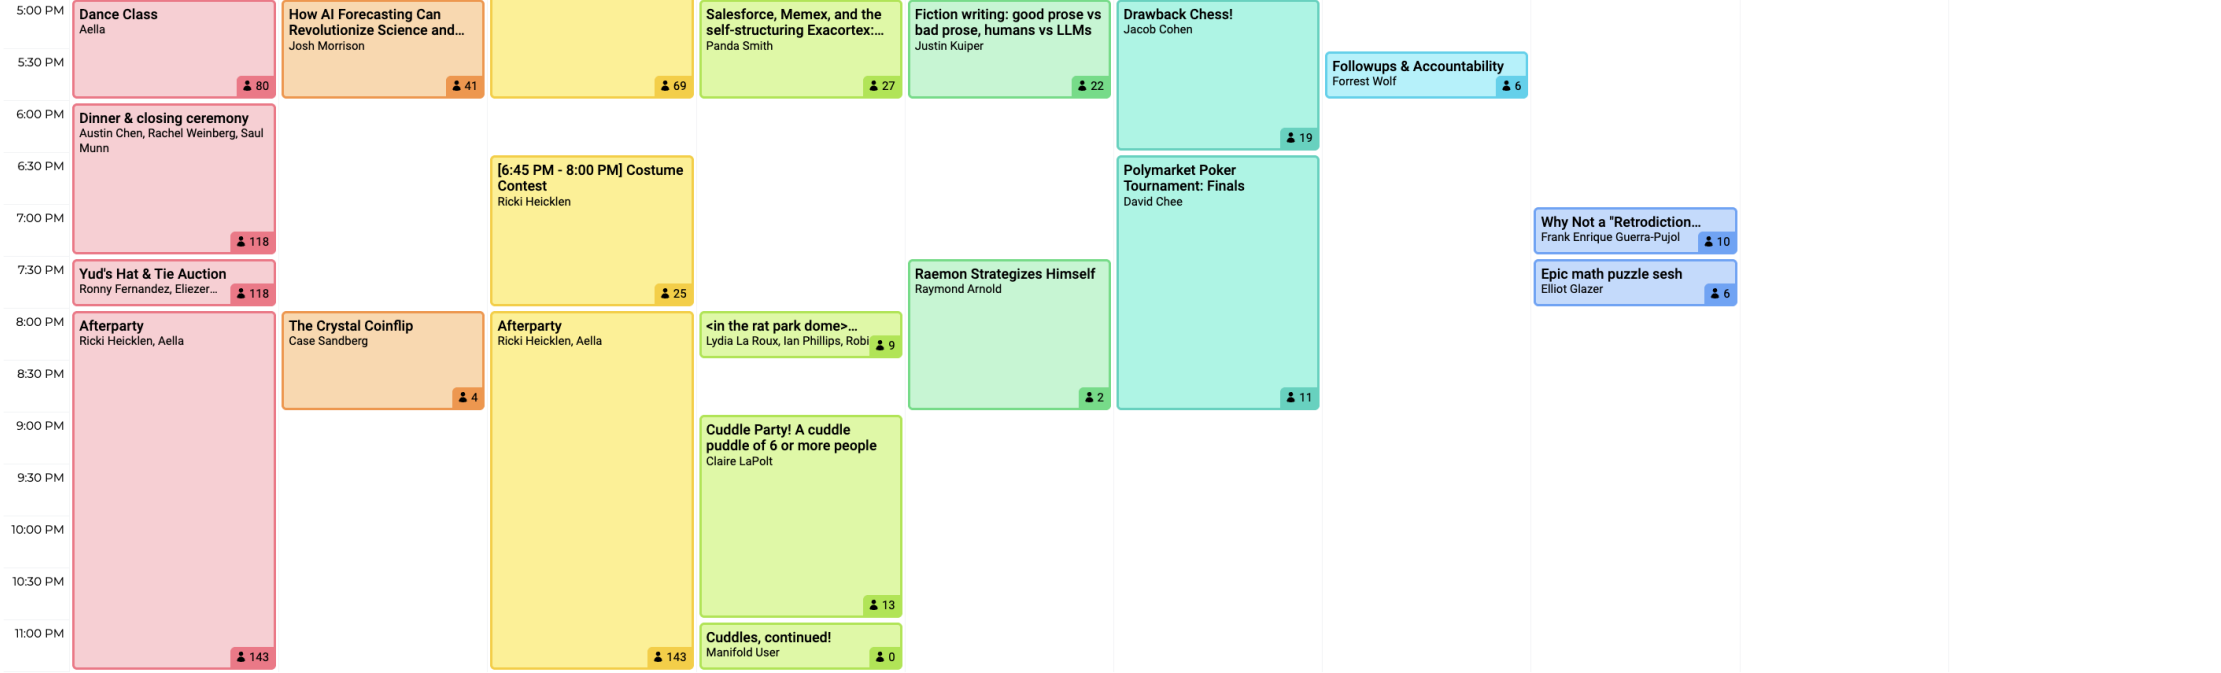 5:00 PM
5:30 PM
6:00 PM
6:30 PM
7:00 PM
7:30 PM
8:00 PM
8:30 PM
9:00 PM
9:30 PM
10:00 PM
10:30 PM
11:00 PM
Dance Class
Aella
80
Dinner & closing ceremony
Austin Chen, Rachel Weinberg, Saul
Munn
118
Yud's Hat & Tie Auction
Ronny Fernandez, Eliezer…
118
Afterparty
Ricki Heicklen, Aella
143
How AI Forecasting Can
Revolutionize Science and…
Josh Morrison
41
The Crystal Coinflip
Case Sandberg
4
69
[6:45 PM - 8:00 PM] Costume
Contest
Ricki Heicklen
25
Afterparty
Ricki Heicklen, Aella
143
Salesforce, Memex, and the
self-structuring Exacortex:…
Panda Smith
27
<in the rat park dome>…
Lydia La Roux, Ian Phillips, Robi
9
Cuddle Party! A cuddle
puddle of 6 or more people
Claire LaPolt
13
Cuddles, continued!
Manifold User
0
Fiction writing: good prose vs
bad prose, humans vs LLMs
Justin Kuiper
22
Raemon Strategizes Himself
Raymond Arnold
2
Drawback Chess!
Jacob Cohen
19
Polymarket Poker
Tournament: Finals
David Chee
11
Followups & Accountability
Forrest Wolf
6
Why Not a "Retrodiction…
Frank Enrique Guerra-Pujol
10
Epic math puzzle sesh
Elliot Glazer
6